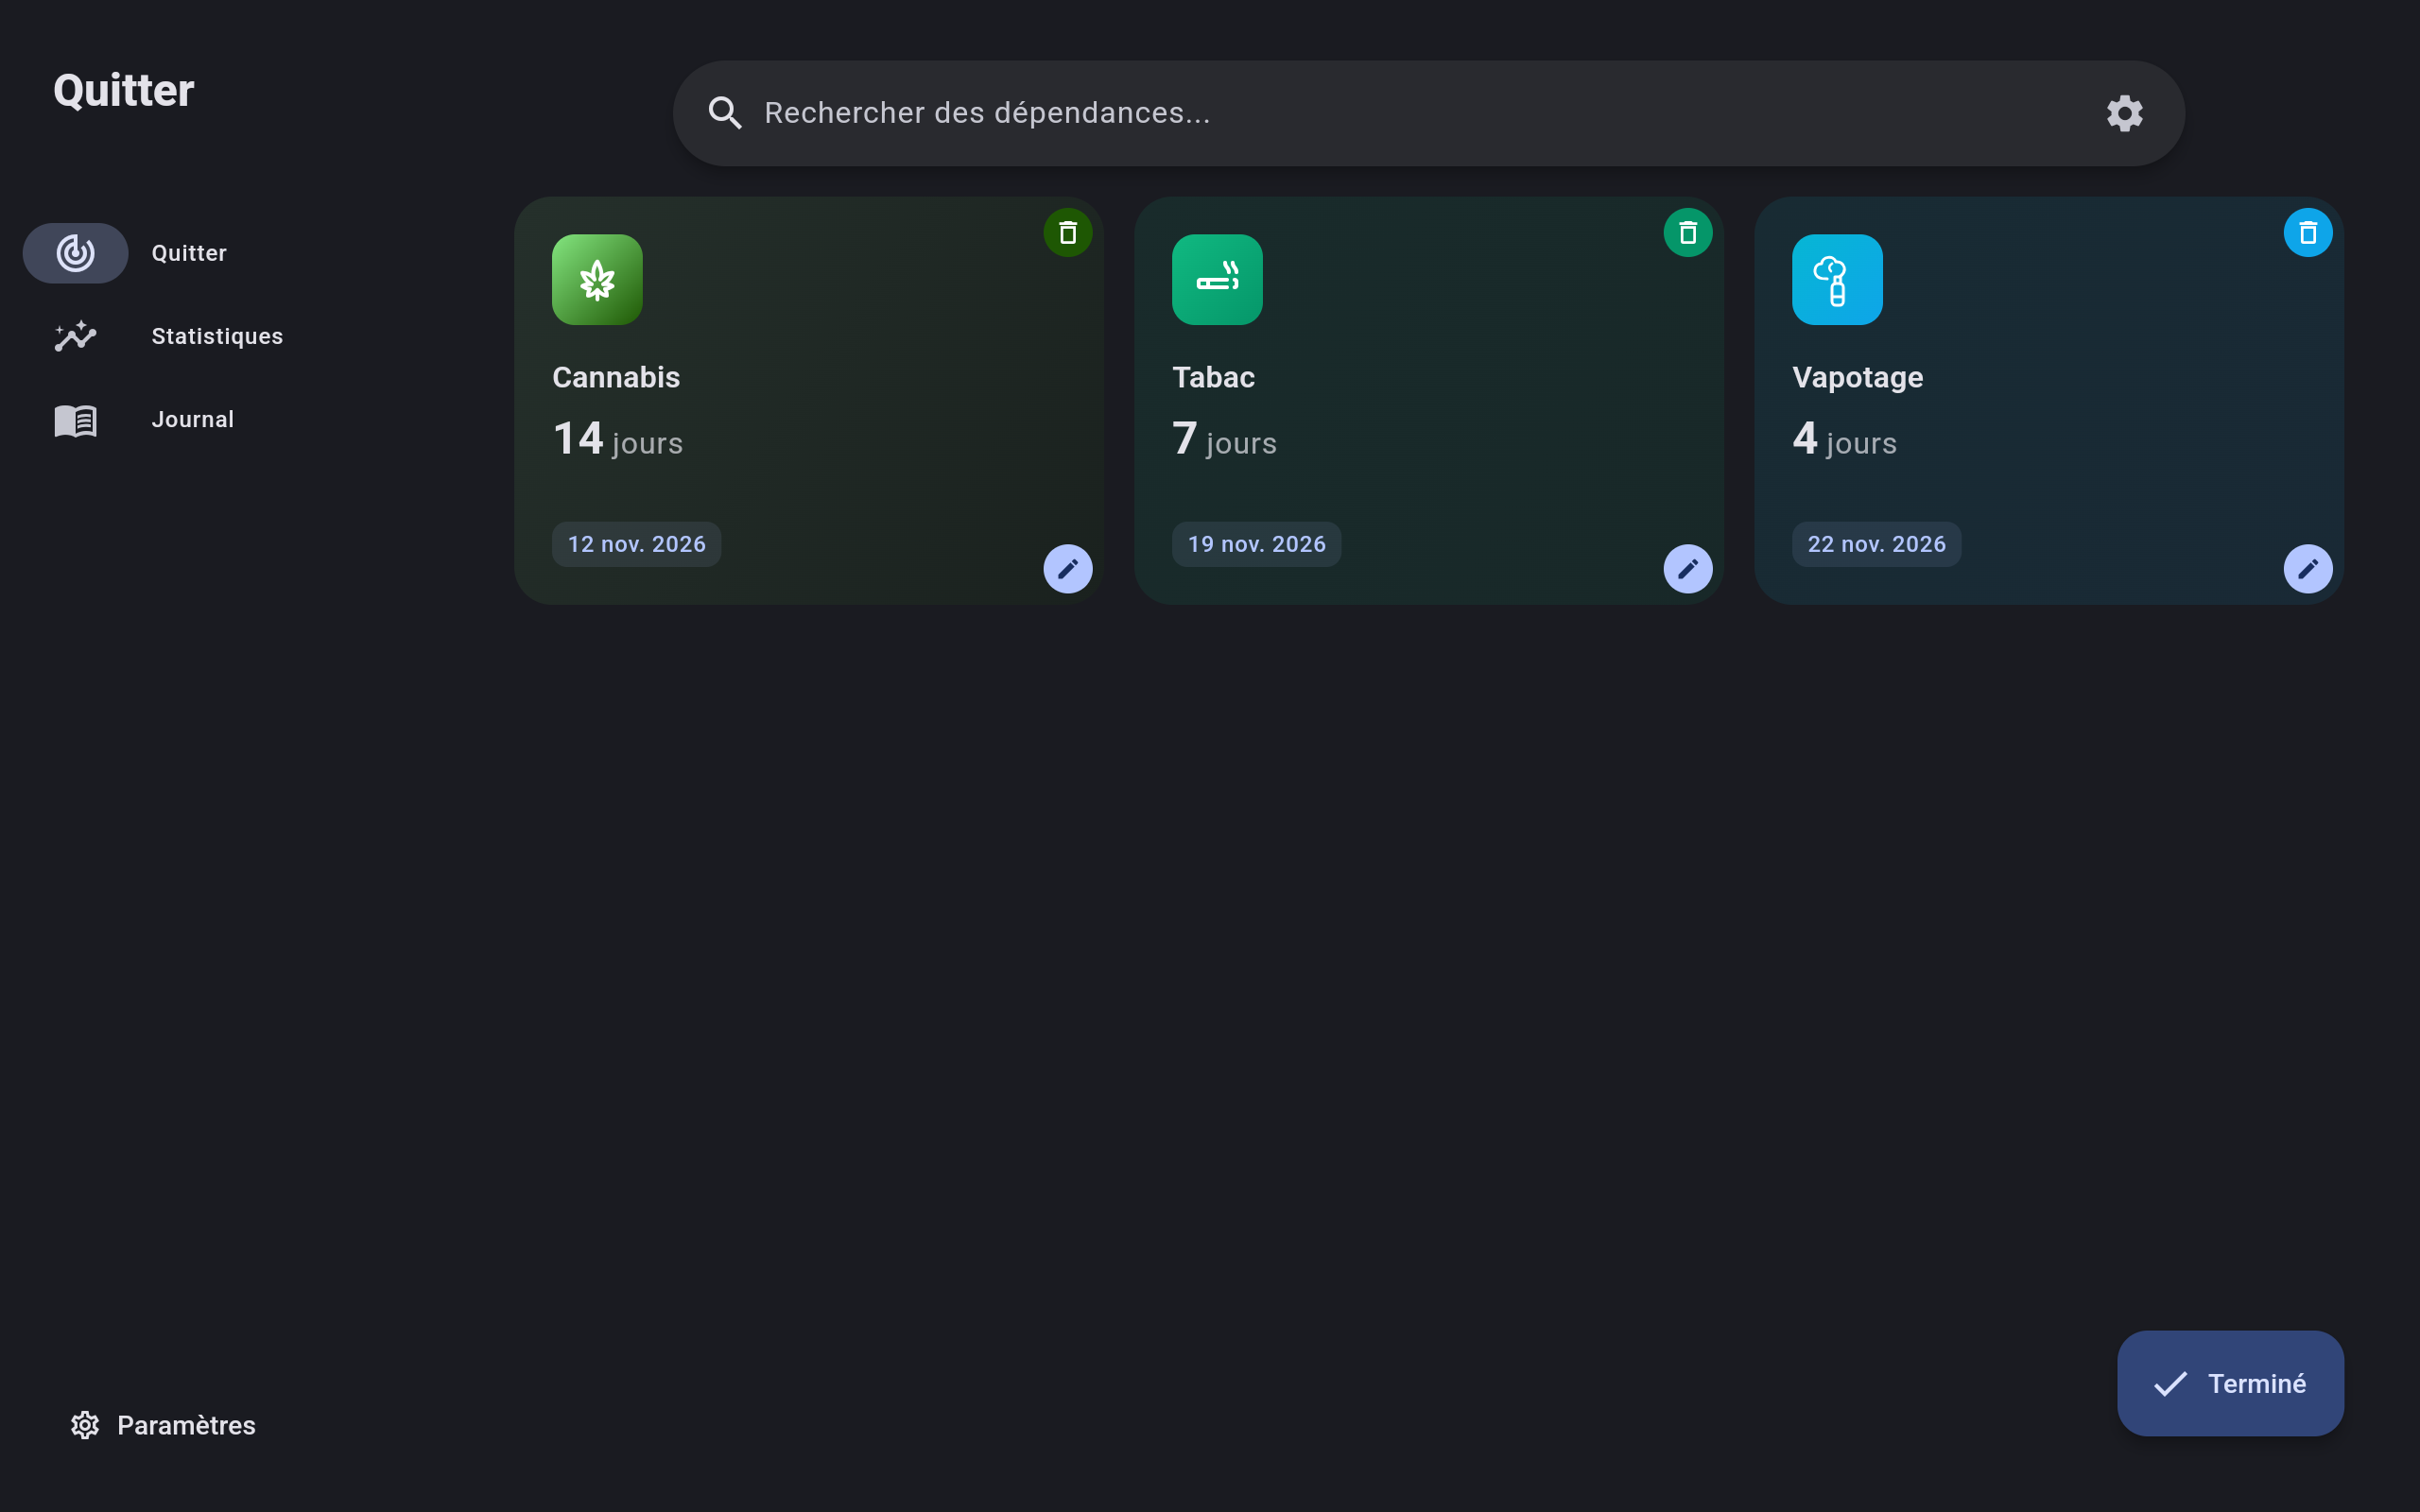 Quitter
Rechercher des dépendances...
Quitter
Statistiques
Journal
Cannabis
14 jours
12 nov. 2026
Tabac
7 jours
19 nov. 2026
Vapotage
4 jours
22 nov. 2026
Terminé
Paramètres